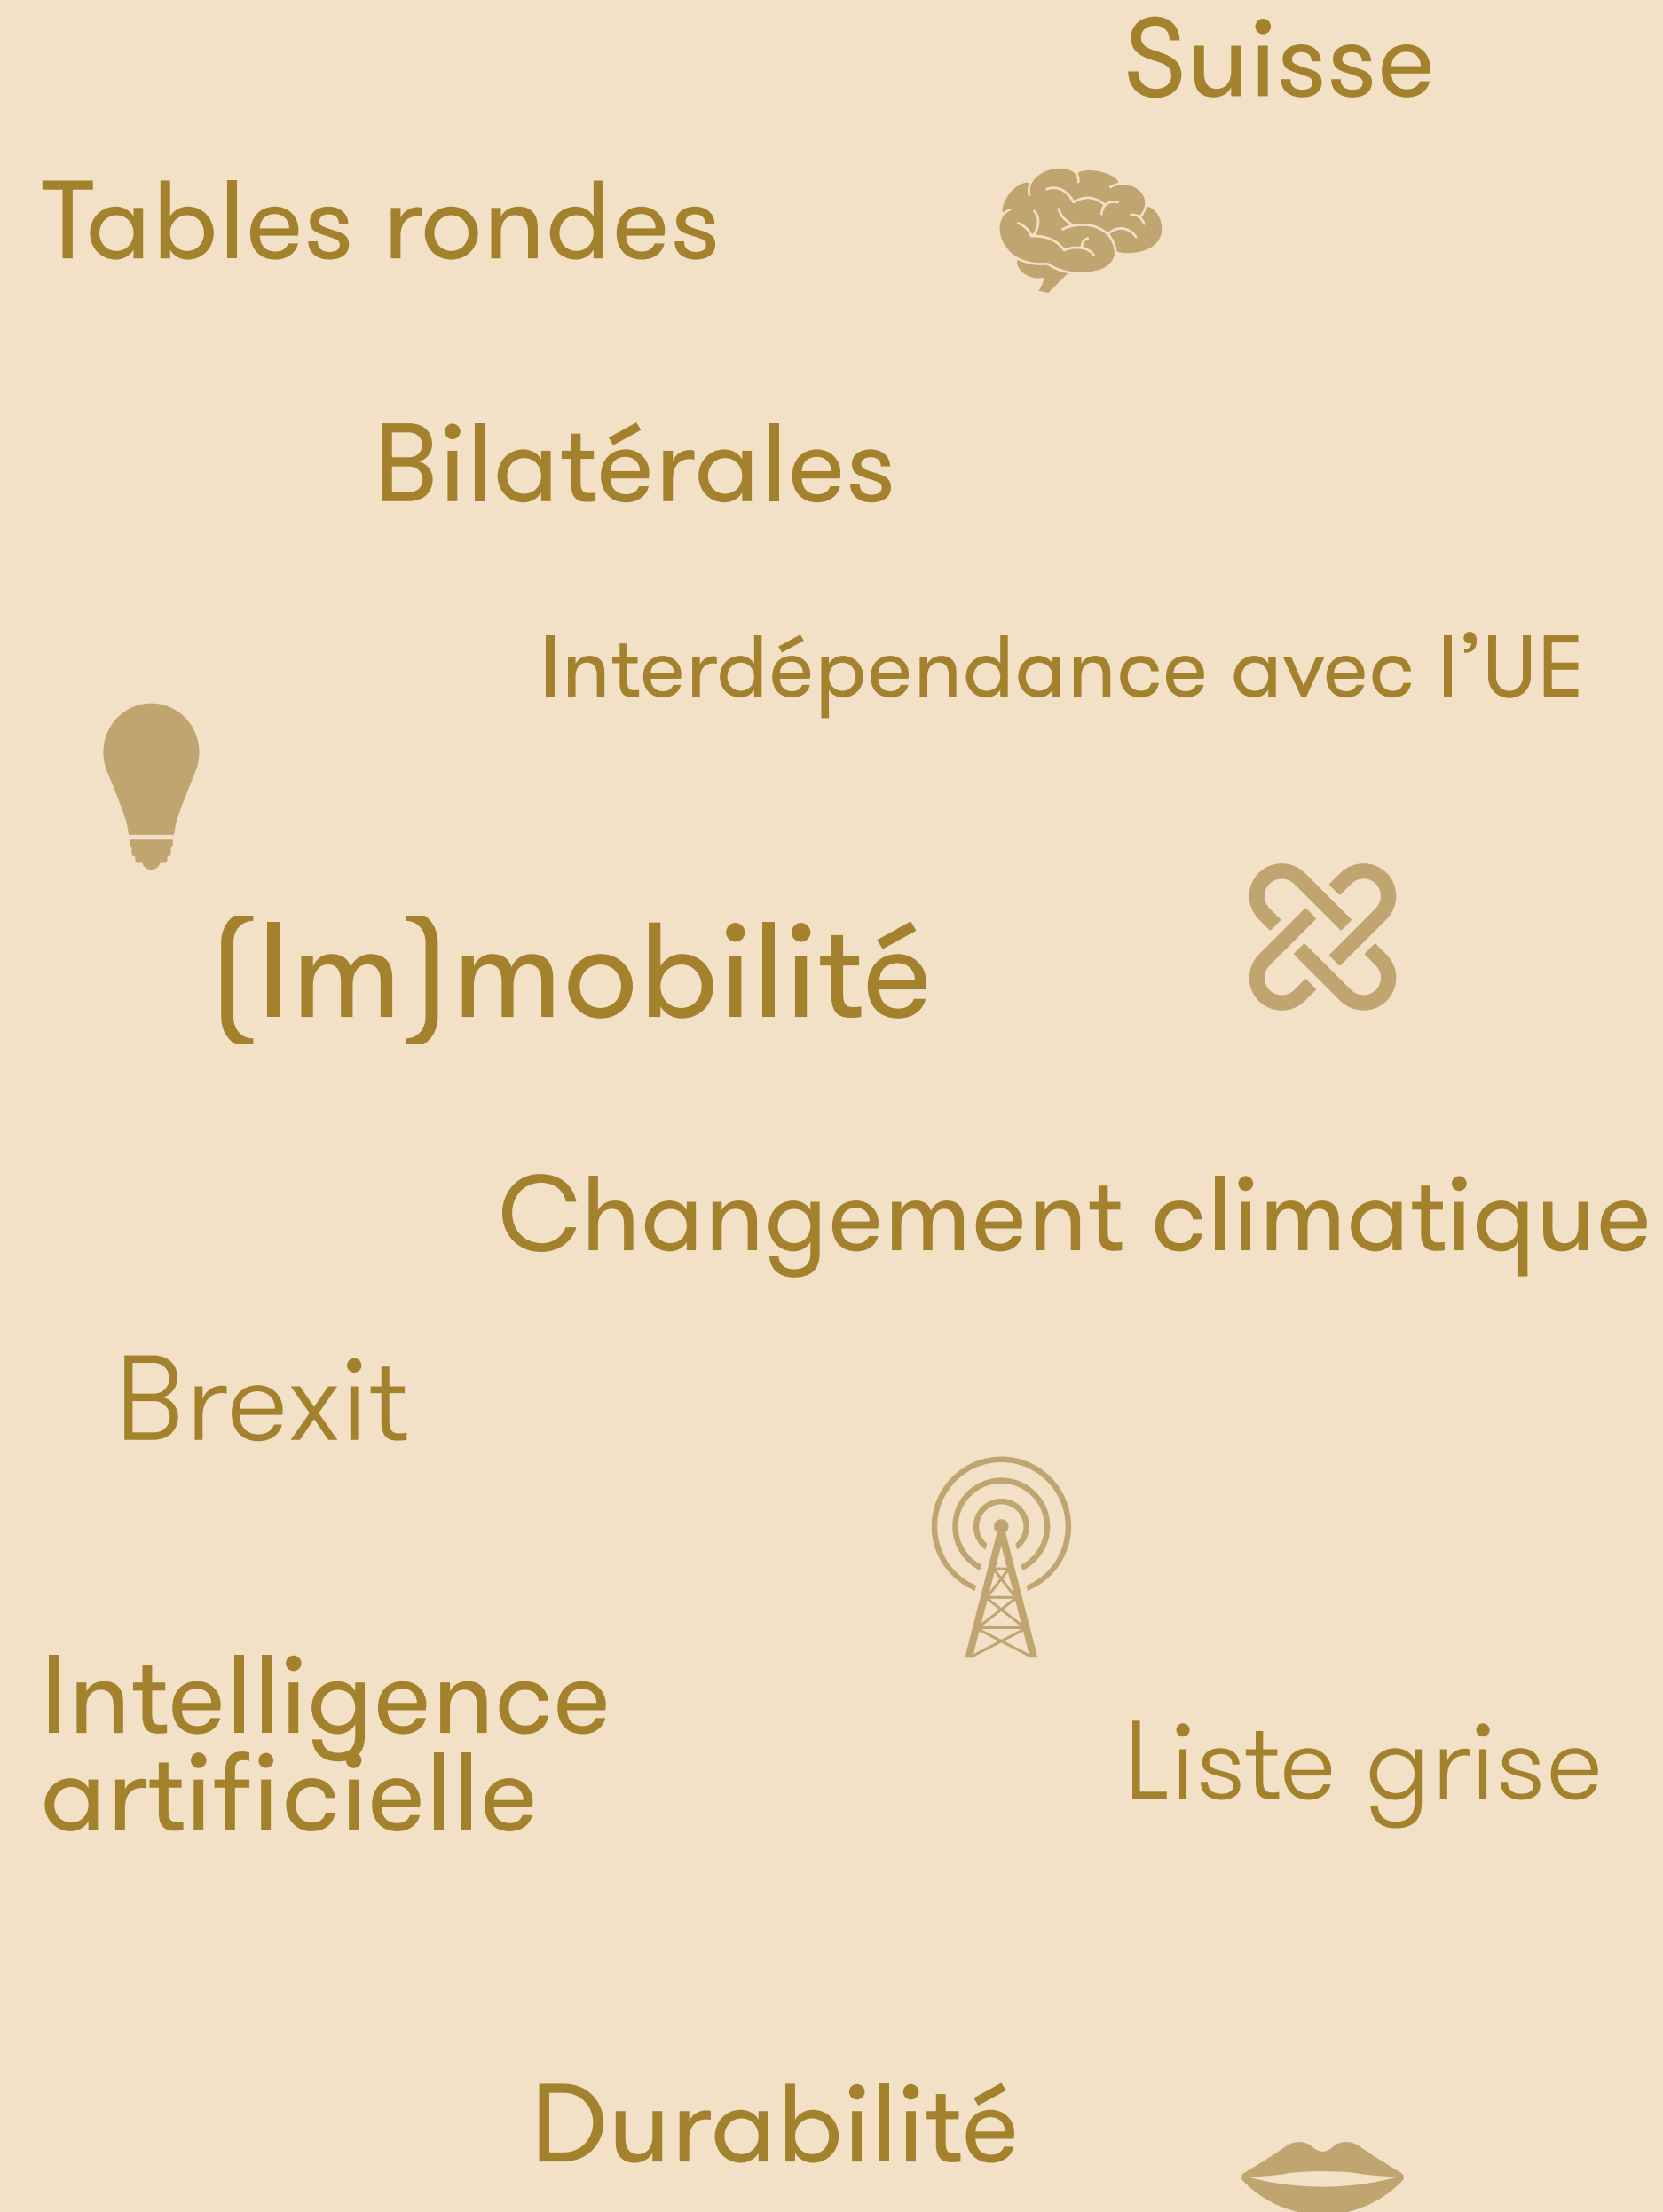 Suisse
Tables rondes
Bilatérales
Interdépendance avec l’UE
(Im)mobilité
Changement climatique
Brexit
Intelligence
artificielle
Liste grise
Durabilité